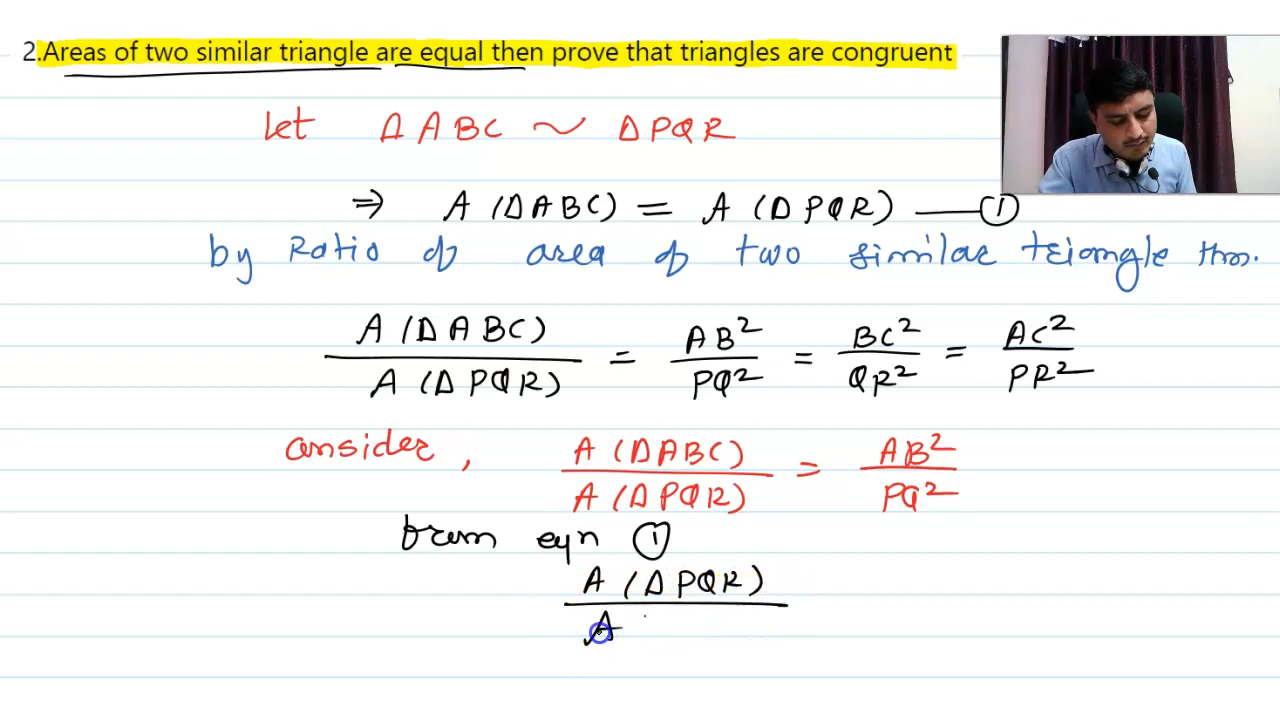 2.Areas of two similar triangle are equal then prove that triangles are congruent
Let Δ ABC ~ Δ PQR
⇒ A (ΔABC) = A (ΔPQR) — ①
by Ratio of area of two similar triangle thm.
A (ΔABC) / A (ΔPQR) = AB² / PQ² = BC² / QR² = AC² / PR²
consider, A (ΔABC) / A (ΔPQR) = AB² / PQ²
from eqn ①
A (ΔPQR)
A